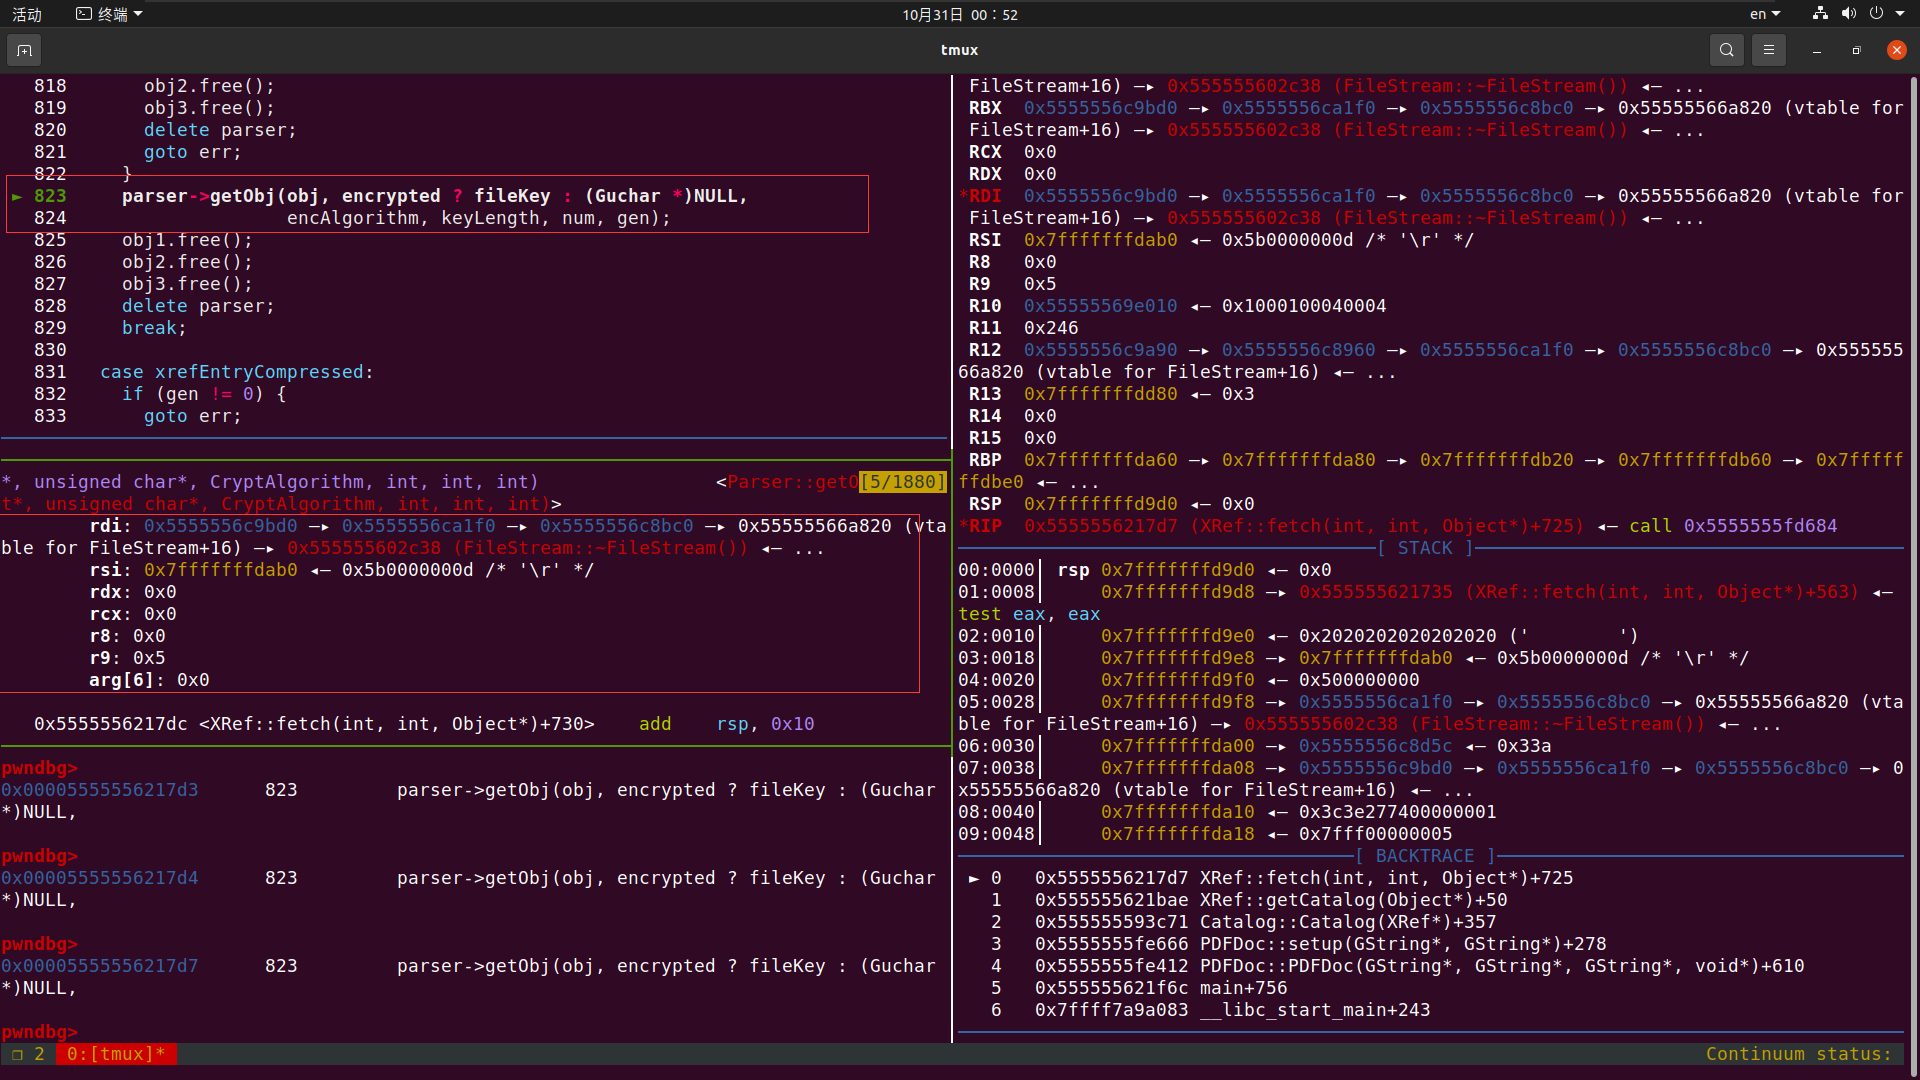 活动 终端 10月31日 00：52 en
tmux
818 obj2.free();
819 obj3.free();
820 delete parser;
821 goto err;
822 }
► 823 parser->getObj(obj, encrypted ? fileKey : (Guchar *)NULL,
824 encAlgorithm, keyLength, num, gen);
825 obj1.free();
826 obj2.free();
827 obj3.free();
828 delete parser;
829 break;
830
831 case xrefEntryCompressed:
832 if (gen != 0) {
833 goto err;
*, unsigned char*, CryptAlgorithm, int, int, int) <Parser::getO[5/1880]
t*, unsigned char*, CryptAlgorithm, int, int, int)>
rdi: 0x5555556c9bd0 —▸ 0x5555556ca1f0 —▸ 0x5555556c8bc0 —▸ 0x55555566a820 (vta
ble for FileStream+16) —▸ 0x555555602c38 (FileStream::~FileStream()) ◂— ...
rsi: 0x7fffffffdab0 ◂— 0x5b0000000d /* '\r' */
rdx: 0x0
rcx: 0x0
r8: 0x0
r9: 0x5
arg[6]: 0x0
0x5555556217dc <XRef::fetch(int, int, Object*)+730> add rsp, 0x10
pwndbg>
0x00005555556217d3 823 parser->getObj(obj, encrypted ? fileKey : (Guchar
*)NULL,
pwndbg>
0x00005555556217d4 823 parser->getObj(obj, encrypted ? fileKey : (Guchar
*)NULL,
pwndbg>
0x00005555556217d7 823 parser->getObj(obj, encrypted ? fileKey : (Guchar
*)NULL,
pwndbg>
FileStream+16) —▸ 0x555555602c38 (FileStream::~FileStream()) ◂— ...
RBX 0x5555556c9bd0 —▸ 0x5555556ca1f0 —▸ 0x5555556c8bc0 —▸ 0x55555566a820 (vtable for
FileStream+16) —▸ 0x555555602c38 (FileStream::~FileStream()) ◂— ...
RCX 0x0
RDX 0x0
*RDI 0x5555556c9bd0 —▸ 0x5555556ca1f0 —▸ 0x5555556c8bc0 —▸ 0x55555566a820 (vtable for
FileStream+16) —▸ 0x555555602c38 (FileStream::~FileStream()) ◂— ...
RSI 0x7fffffffdab0 ◂— 0x5b0000000d /* '\r' */
R8 0x0
R9 0x5
R10 0x55555569e010 ◂— 0x1000100040004
R11 0x246
R12 0x5555556c9a90 —▸ 0x5555556c8960 —▸ 0x5555556ca1f0 —▸ 0x5555556c8bc0 —▸ 0x555555
66a820 (vtable for FileStream+16) ◂— ...
R13 0x7fffffffdd80 ◂— 0x3
R14 0x0
R15 0x0
RBP 0x7fffffffda60 —▸ 0x7fffffffda80 —▸ 0x7fffffffdb20 —▸ 0x7fffffffdb60 —▸ 0x7fffff
ffdbe0 ◂— ...
RSP 0x7fffffffd9d0 ◂— 0x0
*RIP 0x5555556217d7 (XRef::fetch(int, int, Object*)+725) ◂— call 0x5555555fd684
[ STACK ]
00:0000│ rsp 0x7fffffffd9d0 ◂— 0x0
01:0008│ 0x7fffffffd9d8 —▸ 0x555555621735 (XRef::fetch(int, int, Object*)+563) ◂—
test eax, eax
02:0010│ 0x7fffffffd9e0 ◂— 0x2020202020202020 ('        ')
03:0018│ 0x7fffffffd9e8 —▸ 0x7fffffffdab0 ◂— 0x5b0000000d /* '\r' */
04:0020│ 0x7fffffffd9f0 ◂— 0x500000000
05:0028│ 0x7fffffffd9f8 —▸ 0x5555556ca1f0 —▸ 0x5555556c8bc0 —▸ 0x55555566a820 (vta
ble for FileStream+16) —▸ 0x555555602c38 (FileStream::~FileStream()) ◂— ...
06:0030│ 0x7fffffffda00 —▸ 0x5555556c8d5c ◂— 0x33a
07:0038│ 0x7fffffffda08 —▸ 0x5555556c9bd0 —▸ 0x5555556ca1f0 —▸ 0x5555556c8bc0 —▸ 0
x55555566a820 (vtable for FileStream+16) ◂— ...
08:0040│ 0x7fffffffda10 ◂— 0x3c3e277400000001
09:0048│ 0x7fffffffda18 ◂— 0x7fff00000005
[ BACKTRACE ]
► 0 0x5555556217d7 XRef::fetch(int, int, Object*)+725
1 0x555555621bae XRef::getCatalog(Object*)+50
2 0x555555593c71 Catalog::Catalog(XRef*)+357
3 0x5555555fe666 PDFDoc::setup(GString*, GString*)+278
4 0x5555555fe412 PDFDoc::PDFDoc(GString*, GString*, GString*, void*)+610
5 0x555555621f6c main+756
6 0x7ffff7a9a083 __libc_start_main+243
❐ 2 0:[tmux]* Continuum status: